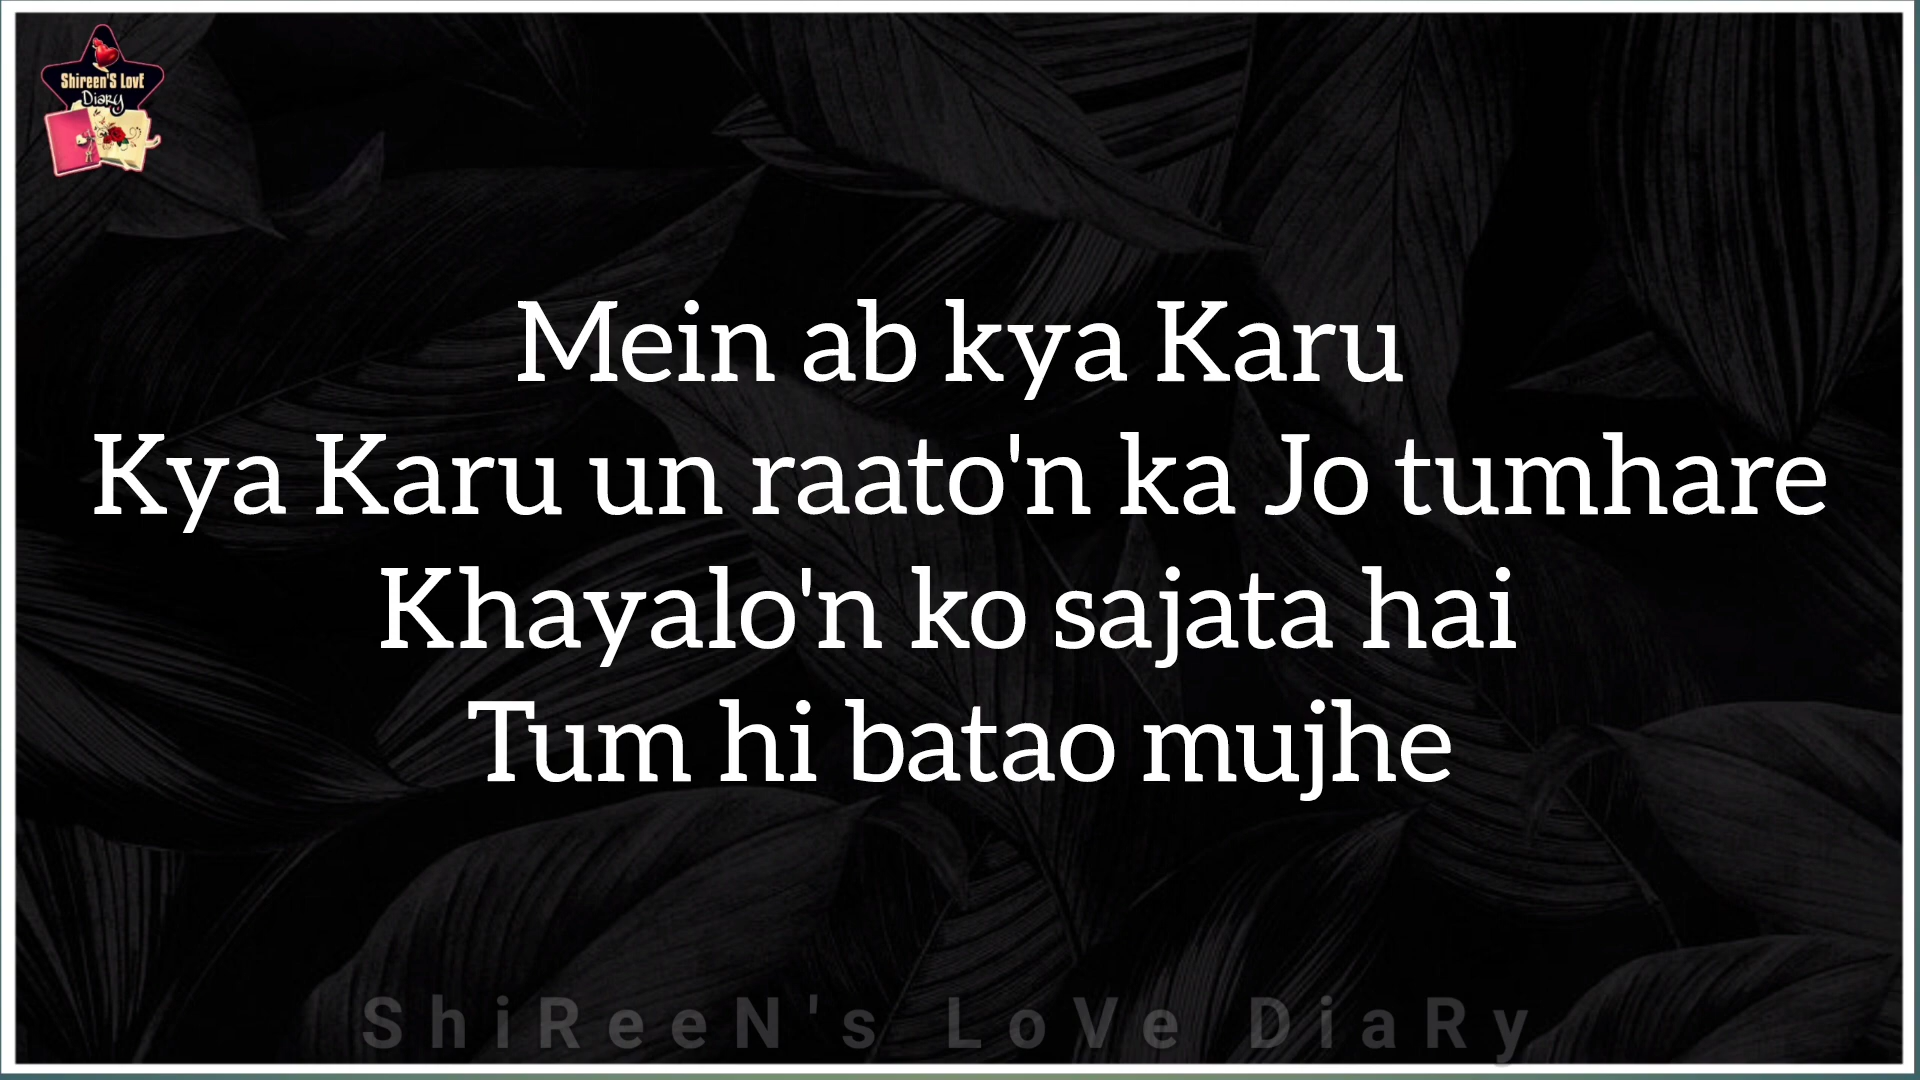 Shireen'S LovE
Diary
Mein ab kya Karu
Kya Karu un raato'n ka Jo tumhare
Khayalo'n ko sajata hai
Tum hi batao mujhe
ShiReeN's LoVe DiaRy